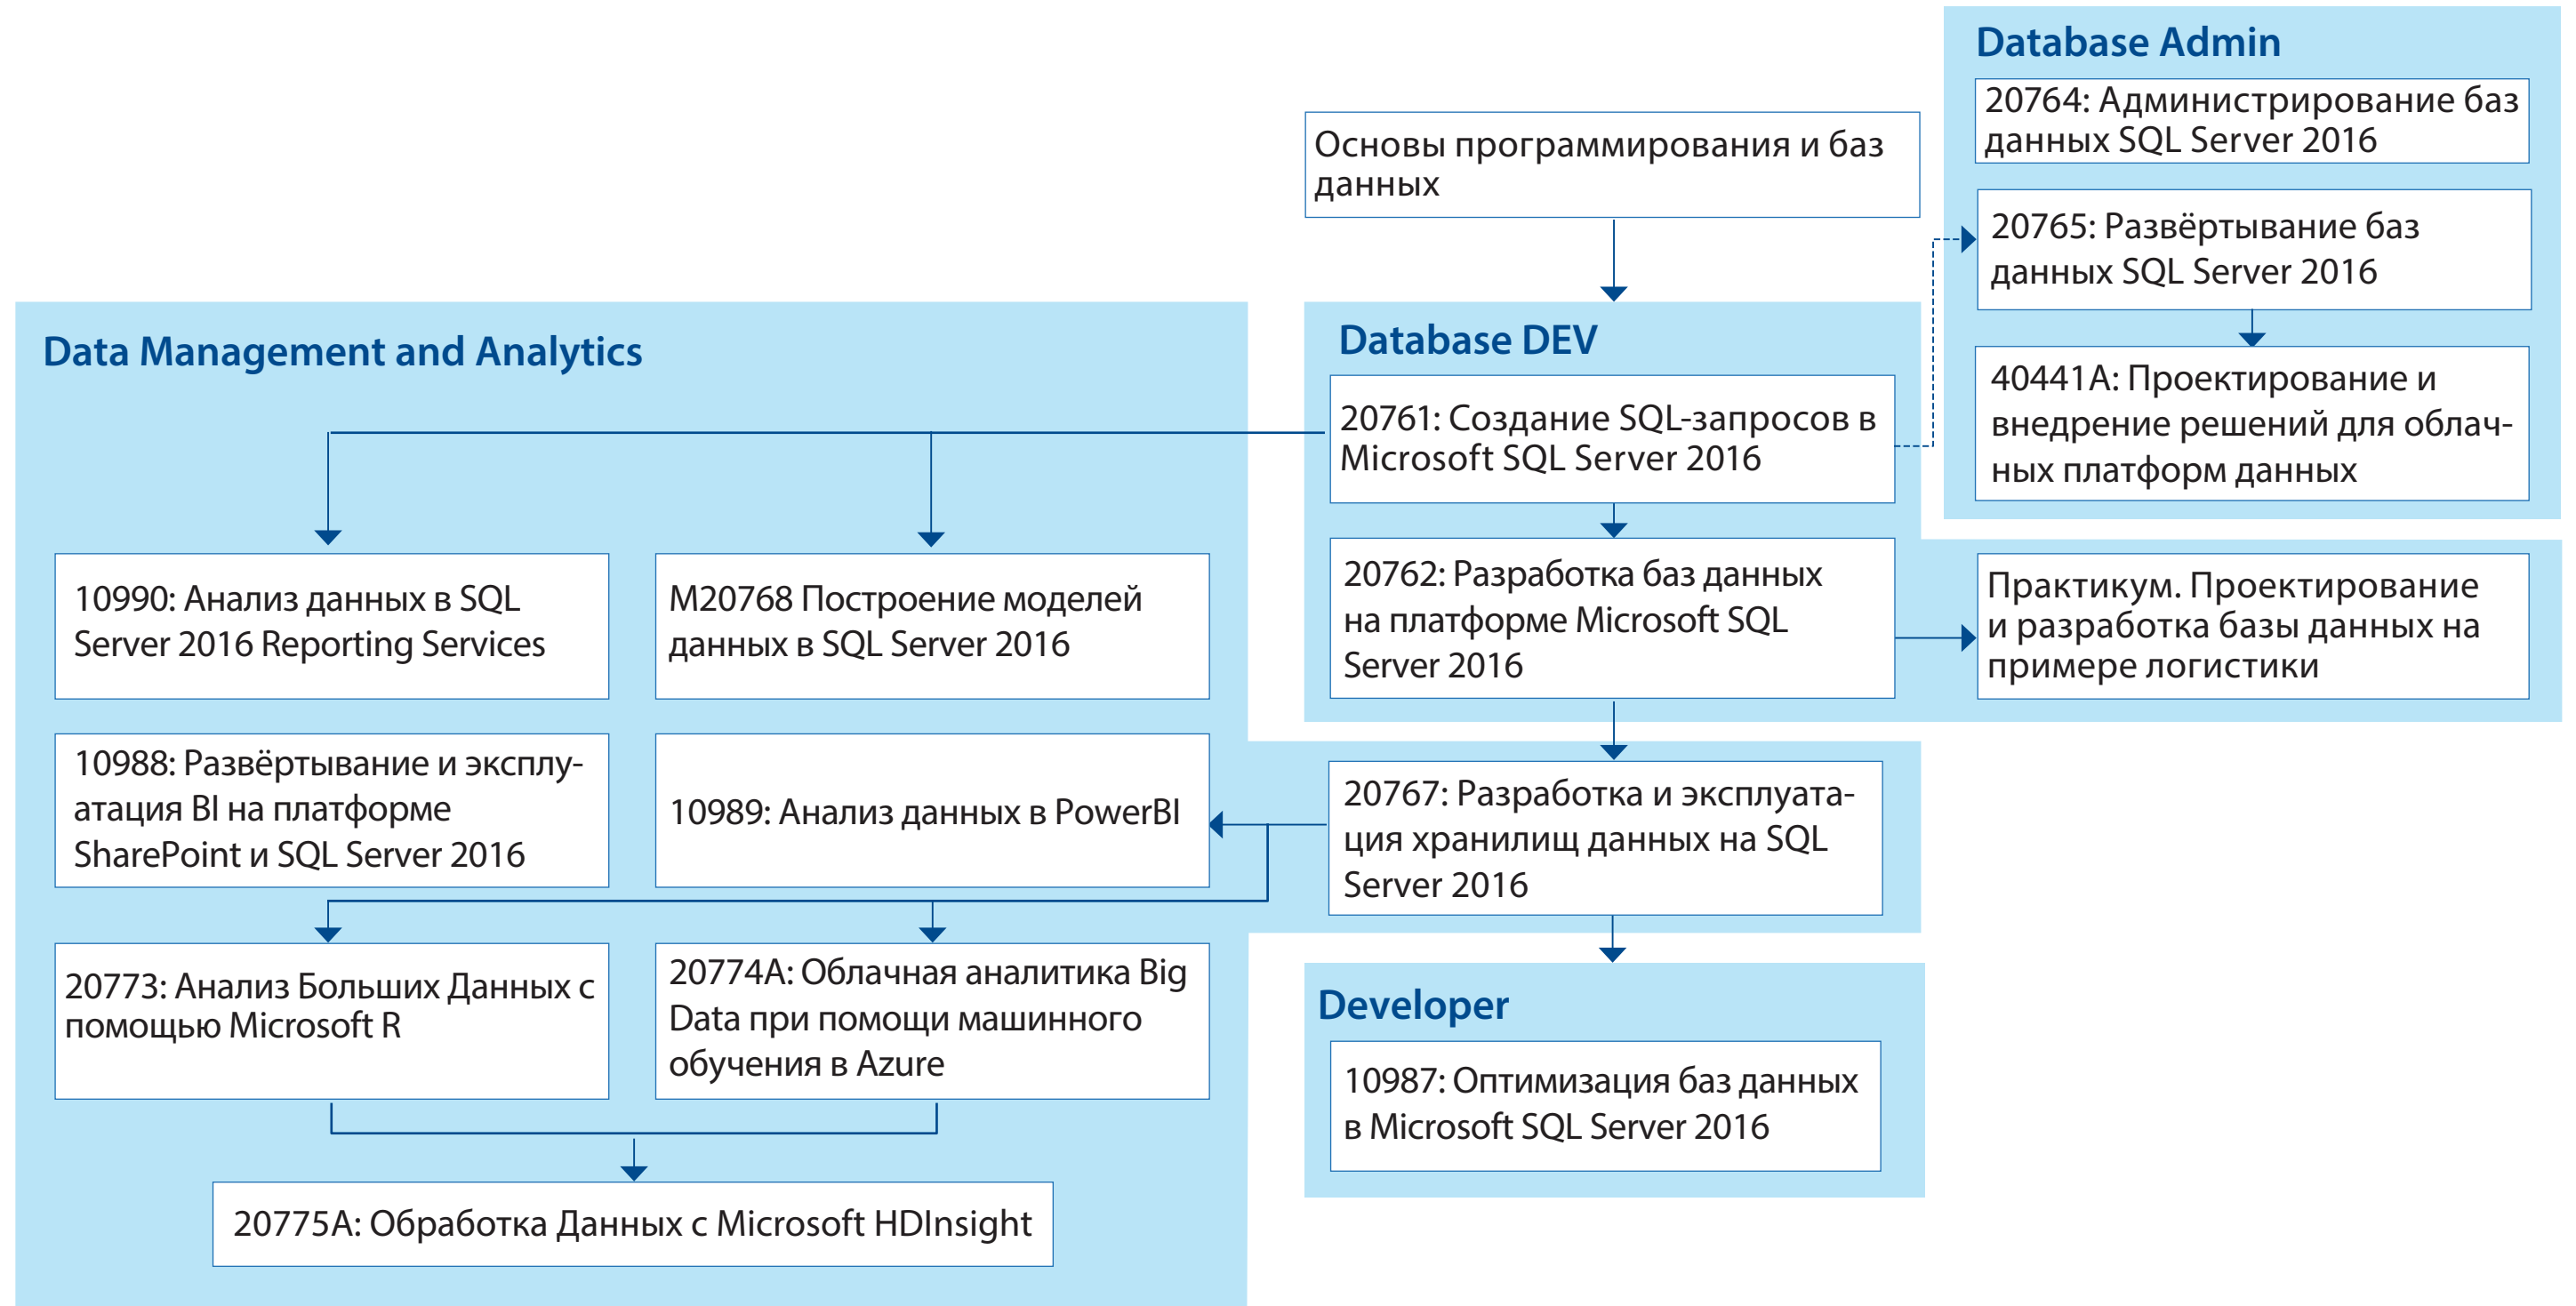 Database Admin
20764: Администрирование баз
данных SQL Server 2016
20765: Развёртывание баз
данных SQL Server 2016
40441A: Проектирование и
внедрение решений для облач-
ных платформ данных
Основы программирования и баз
данных
Database DEV
20761: Создание SQL-запросов в
Microsoft SQL Server 2016
20762: Разработка баз данных
на платформе Microsoft SQL
Server 2016
Практикум. Проектирование
и разработка базы данных на
примере логистики
Data Management and Analytics
10990: Анализ данных в SQL
Server 2016 Reporting Services
M20768 Построение моделей
данных в SQL Server 2016
10988: Развёртывание и эксплу-
атация BI на платформе
SharePoint и SQL Server 2016
10989: Анализ данных в PowerBI
20767: Разработка и эксплуата-
ция хранилищ данных на SQL
Server 2016
20773: Анализ Больших Данных с
помощью Microsoft R
20774A: Облачная аналитика Big
Data при помощи машинного
обучения в Azure
20775A: Обработка Данных с Microsoft HDInsight
Developer
10987: Оптимизация баз данных
в Microsoft SQL Server 2016